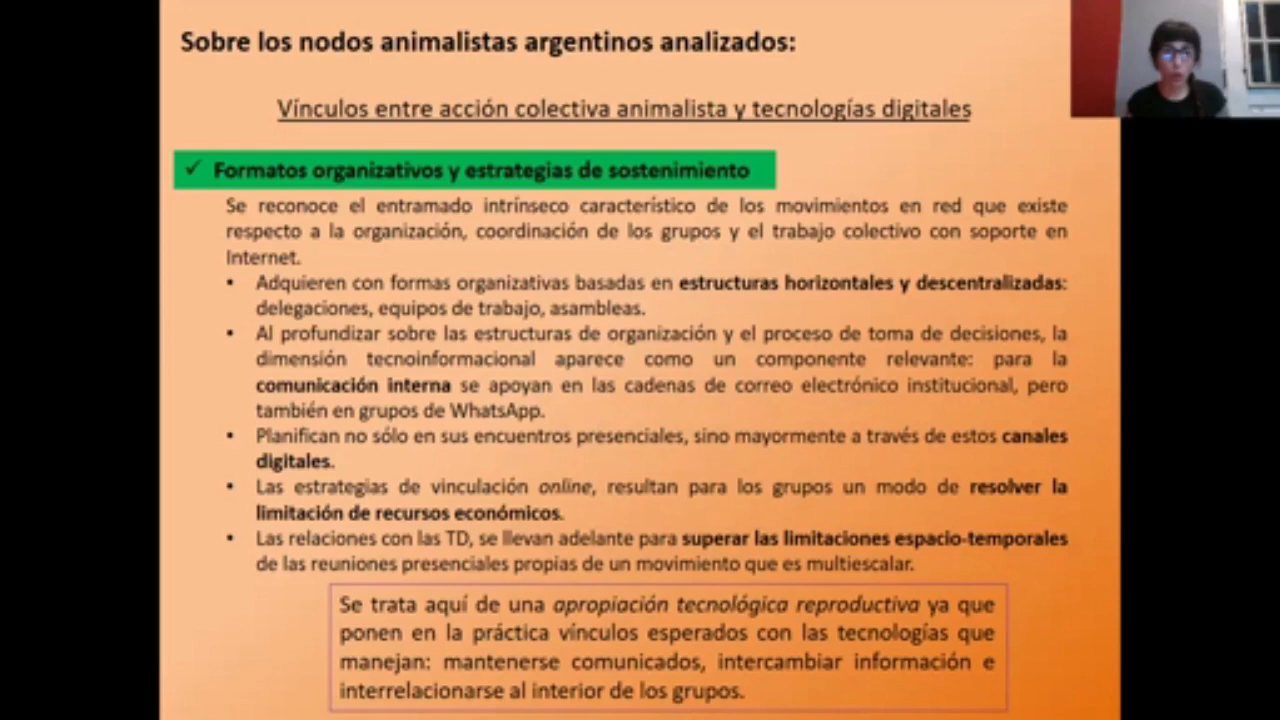 Sobre los nodos animalistas argentinos analizados:
Vínculos entre acción colectiva animalista y tecnologías digitales
✓ Formatos organizativos y estrategias de sostenimiento
Se reconoce el entramado intrínseco característico de los movimientos en red que existe
respecto a la organización, coordinación de los grupos y el trabajo colectivo con soporte en
Internet.
• Adquieren con formas organizativas basadas en estructuras horizontales y descentralizadas:
delegaciones, equipos de trabajo, asambleas.
• Al profundizar sobre las estructuras de organización y el proceso de toma de decisiones, la
dimensión tecnoinformacional aparece como un componente relevante: para la
comunicación interna se apoyan en las cadenas de correo electrónico institucional, pero
también en grupos de WhatsApp.
• Planifican no sólo en sus encuentros presenciales, sino mayormente a través de estos canales
digitales.
• Las estrategias de vinculación online, resultan para los grupos un modo de resolver la
limitación de recursos económicos.
• Las relaciones con las TD, se llevan adelante para superar las limitaciones espacio-temporales
de las reuniones presenciales propias de un movimiento que es multiescalar.
Se trata aquí de una apropiación tecnológica reproductiva ya que
ponen en la práctica vínculos esperados con las tecnologías que
manejan: mantenerse comunicados, intercambiar información e
interrelacionarse al interior de los grupos.